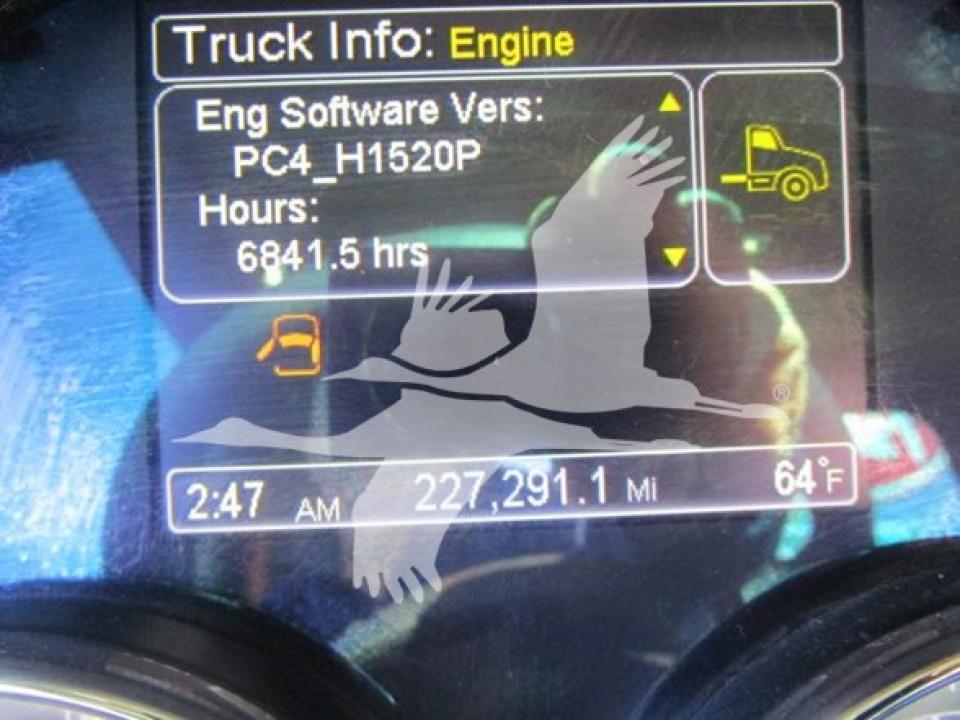 Truck Info: Engine
Eng Software Vers:
PC4_H1520P
Hours:
6841.5 hrs
®
2:47 AM 227,291.1 Mi 64°F